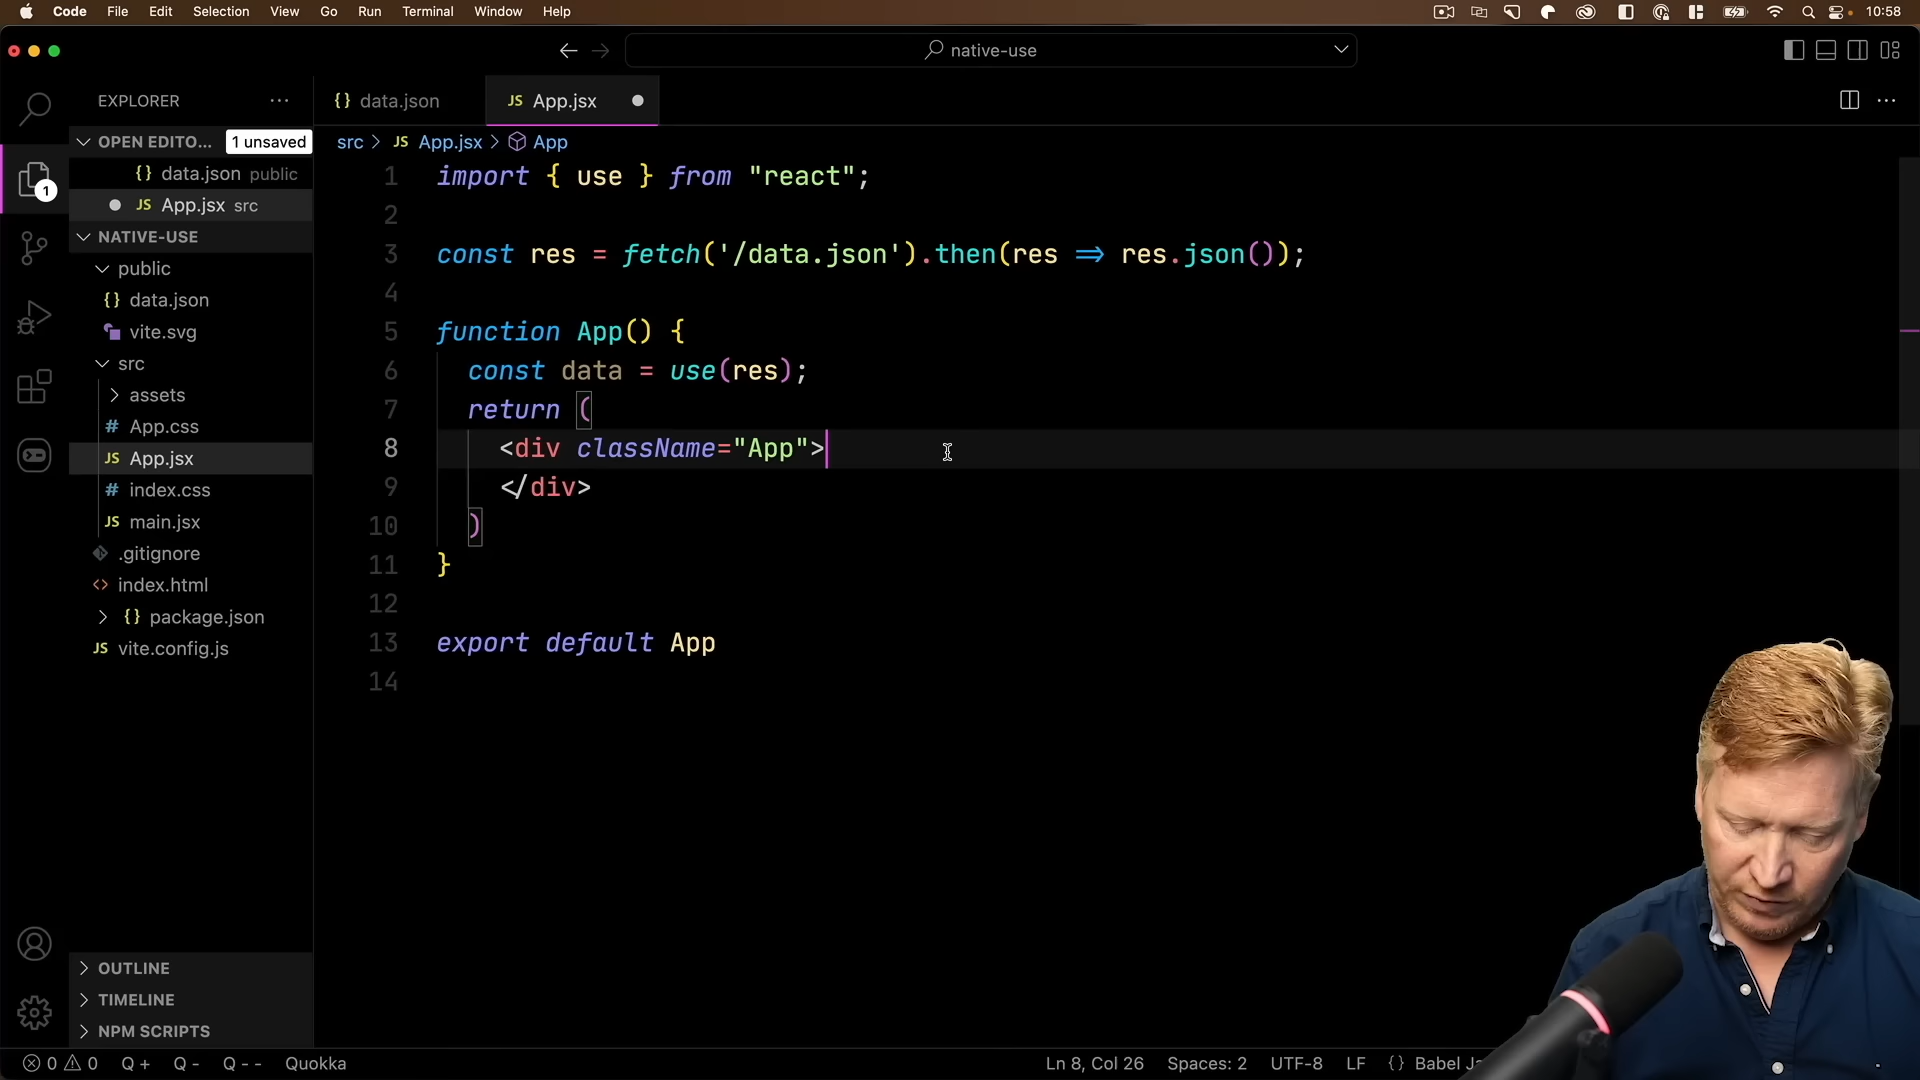 Code File Edit Selection View Go Run Terminal Window Help 10:58
native-use
EXPLORER
OPEN EDITO... 1 unsaved
data.json public
JS App.jsx src
NATIVE-USE
public
{} data.json
vite.svg
src
assets
# App.css
JS App.jsx
# index.css
JS main.jsx
.gitignore
<> index.html
{} package.json
JS vite.config.js
OUTLINE
TIMELINE
NPM SCRIPTS
1
{} data.json
JS App.jsx
src > JS App.jsx > App
1 import { use } from "react";
2
3 const res = fetch('/data.json').then(res => res.json());
4
5 function App() {
6 const data = use(res);
7 return (
8 <div className="App">
9 </div>
10 )
11 }
12
13 export default App
14
0 0 Q + Q - Q - - Quokka
Ln 8, Col 26 Spaces: 2 UTF-8 LF {} Babel